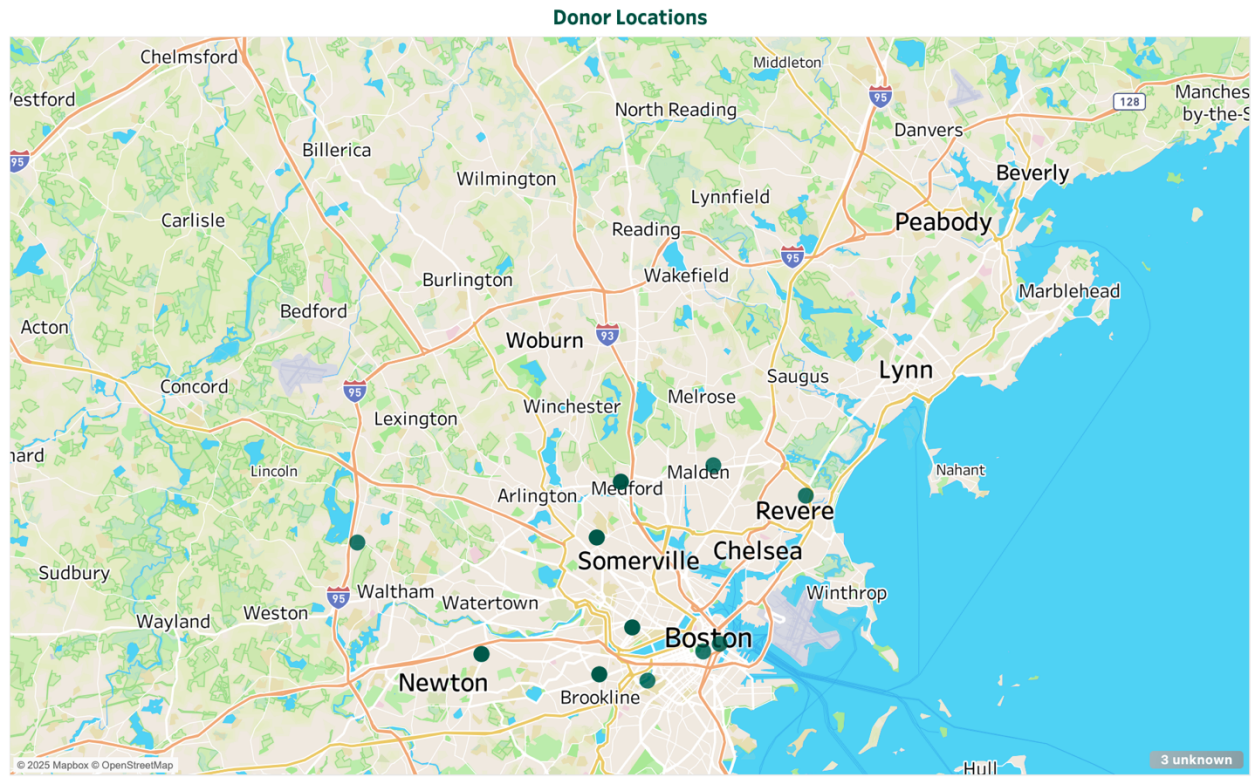 Donor Locations
Chelmsford
Middleton
95
estford
128
Manches
North Reading
by-the-S
Danvers
95
Billerica
Beverly
Wilmington
Lynnfield
Carlisle
Peabody
Reading
95
Wakefield
Burlington
Marblehead
Bedford
Acton
93
Woburn
Lynn
Saugus
Concord
95
Melrose
Winchester
Lexington
ard
Lincoln
Malden
Nahant
Medford
Arlington
Revere
Chelsea
Somerville
Sudbury
95
Waltham
Winthrop
Watertown
Weston
Wayland
Boston
Newton
Brookline
© 2025 Mapbox © OpenStreetMap
3 unknown
Hull